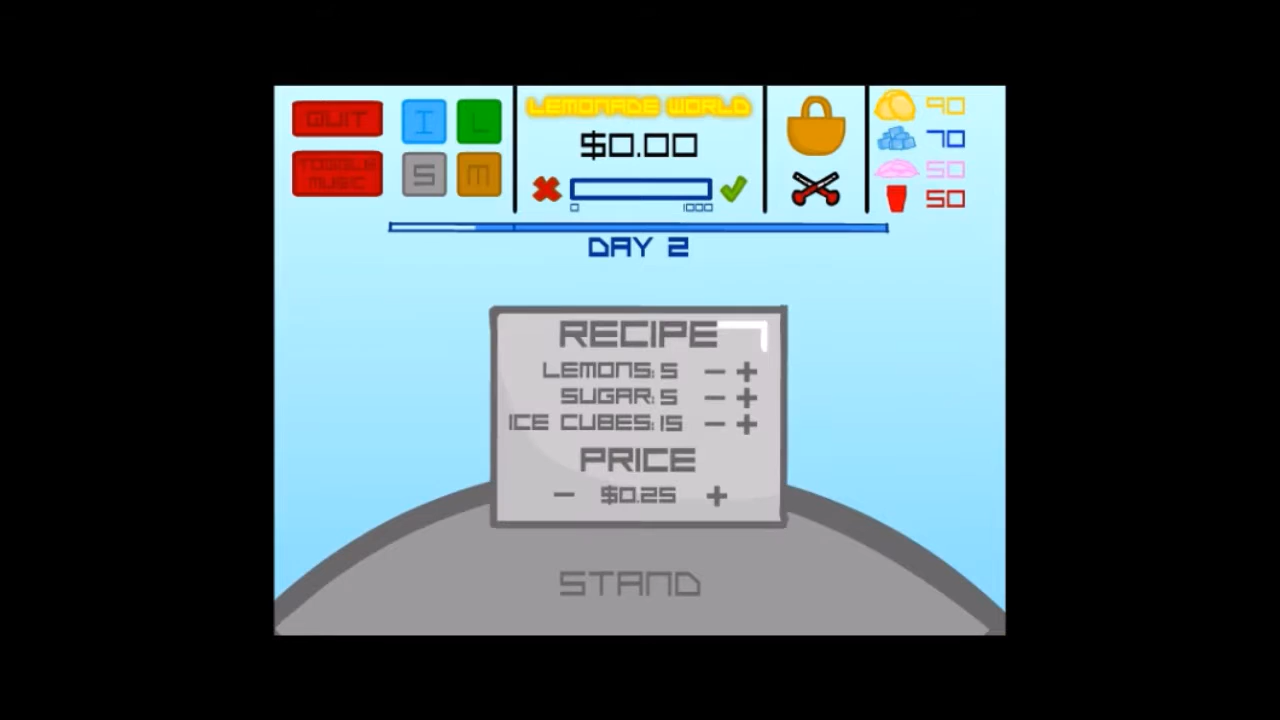 QUIT
I
L
TOGGLE
MUSIC
S
M
LEMONADE WORLD
$0.00
0
1000
90
70
50
50
DAY 2
RECIPE
LEMONS: 5
- +
SUGAR: 5
- +
ICE CUBES: 15
- +
PRICE
- $0.25 +
STAND